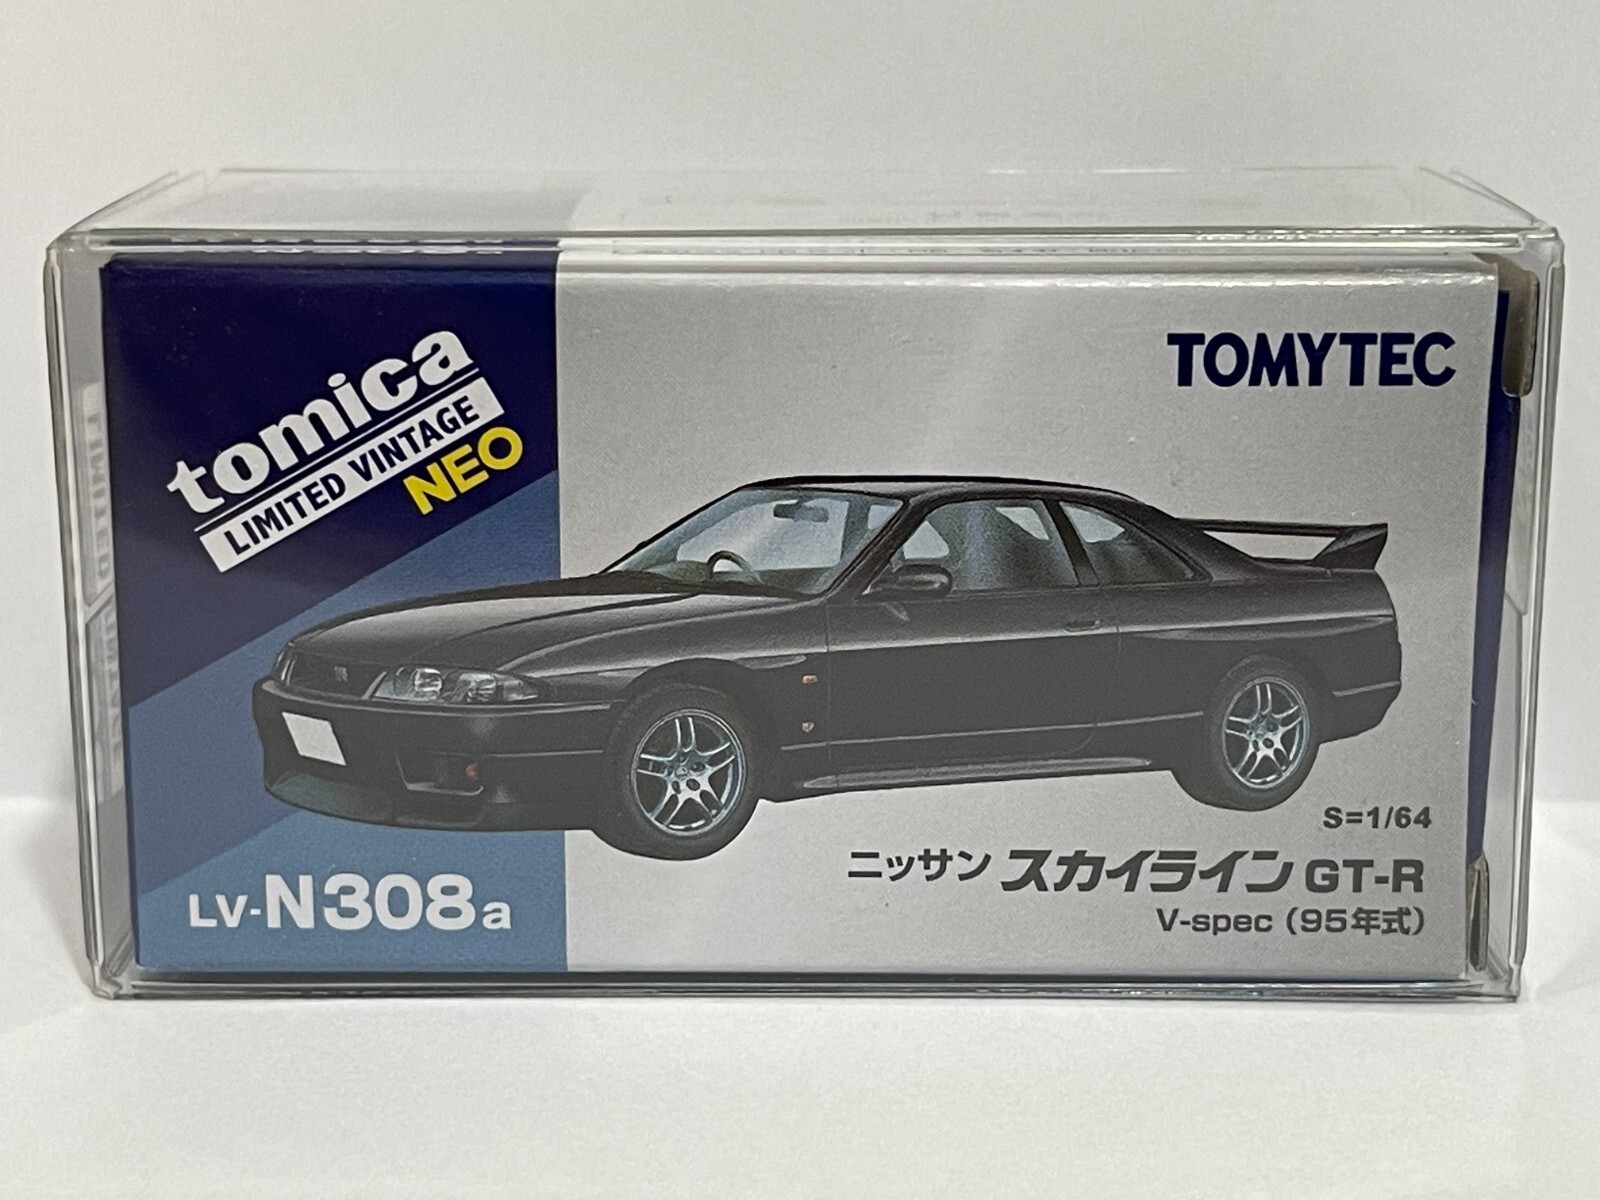 tomica
LIMITED VINTAGE
NEO
TOMYTEC
S=1/64
ニッサン スカイライン GT-R
V-spec（95年式）
LV-N308a